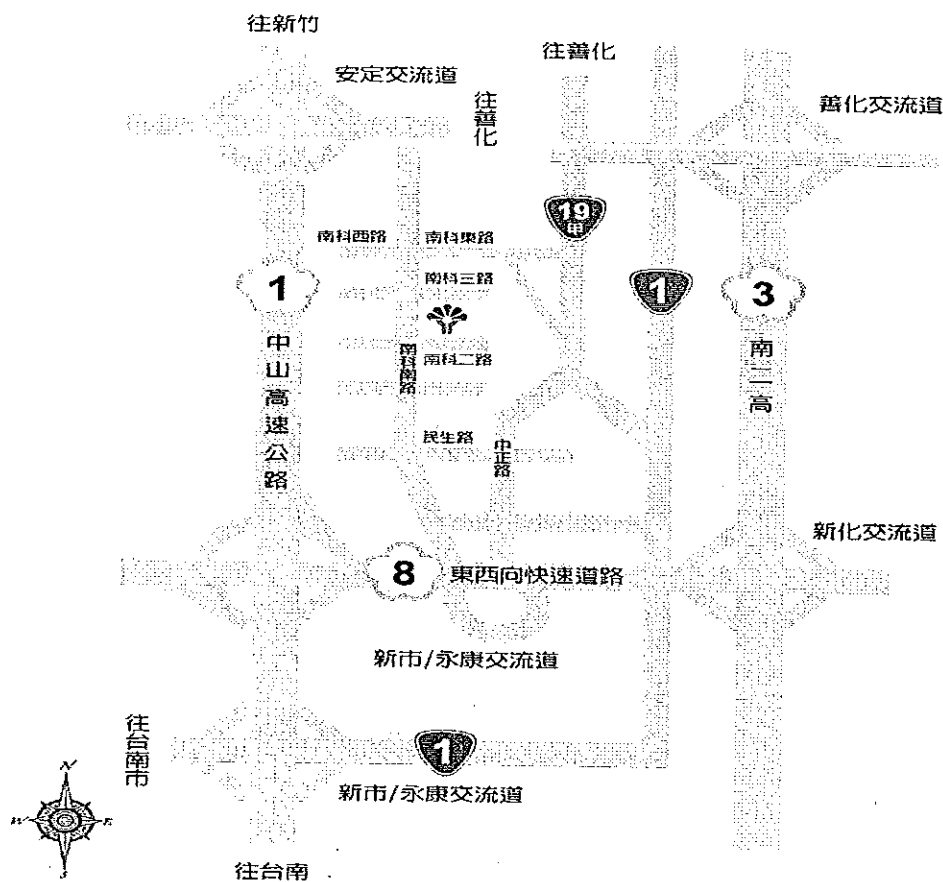 往新竹
往善化
安定交流道
往善化
善化交流道
19
甲
南科西路
南科東路
南科三路
1
1
3
中山高速公路
南科南路
南科二路
南二高
民生路
中正路
新化交流道
8
東西向快速道路
新市/永康交流道
往台南市
1
新市/永康交流道
N
W
E
S
往台南